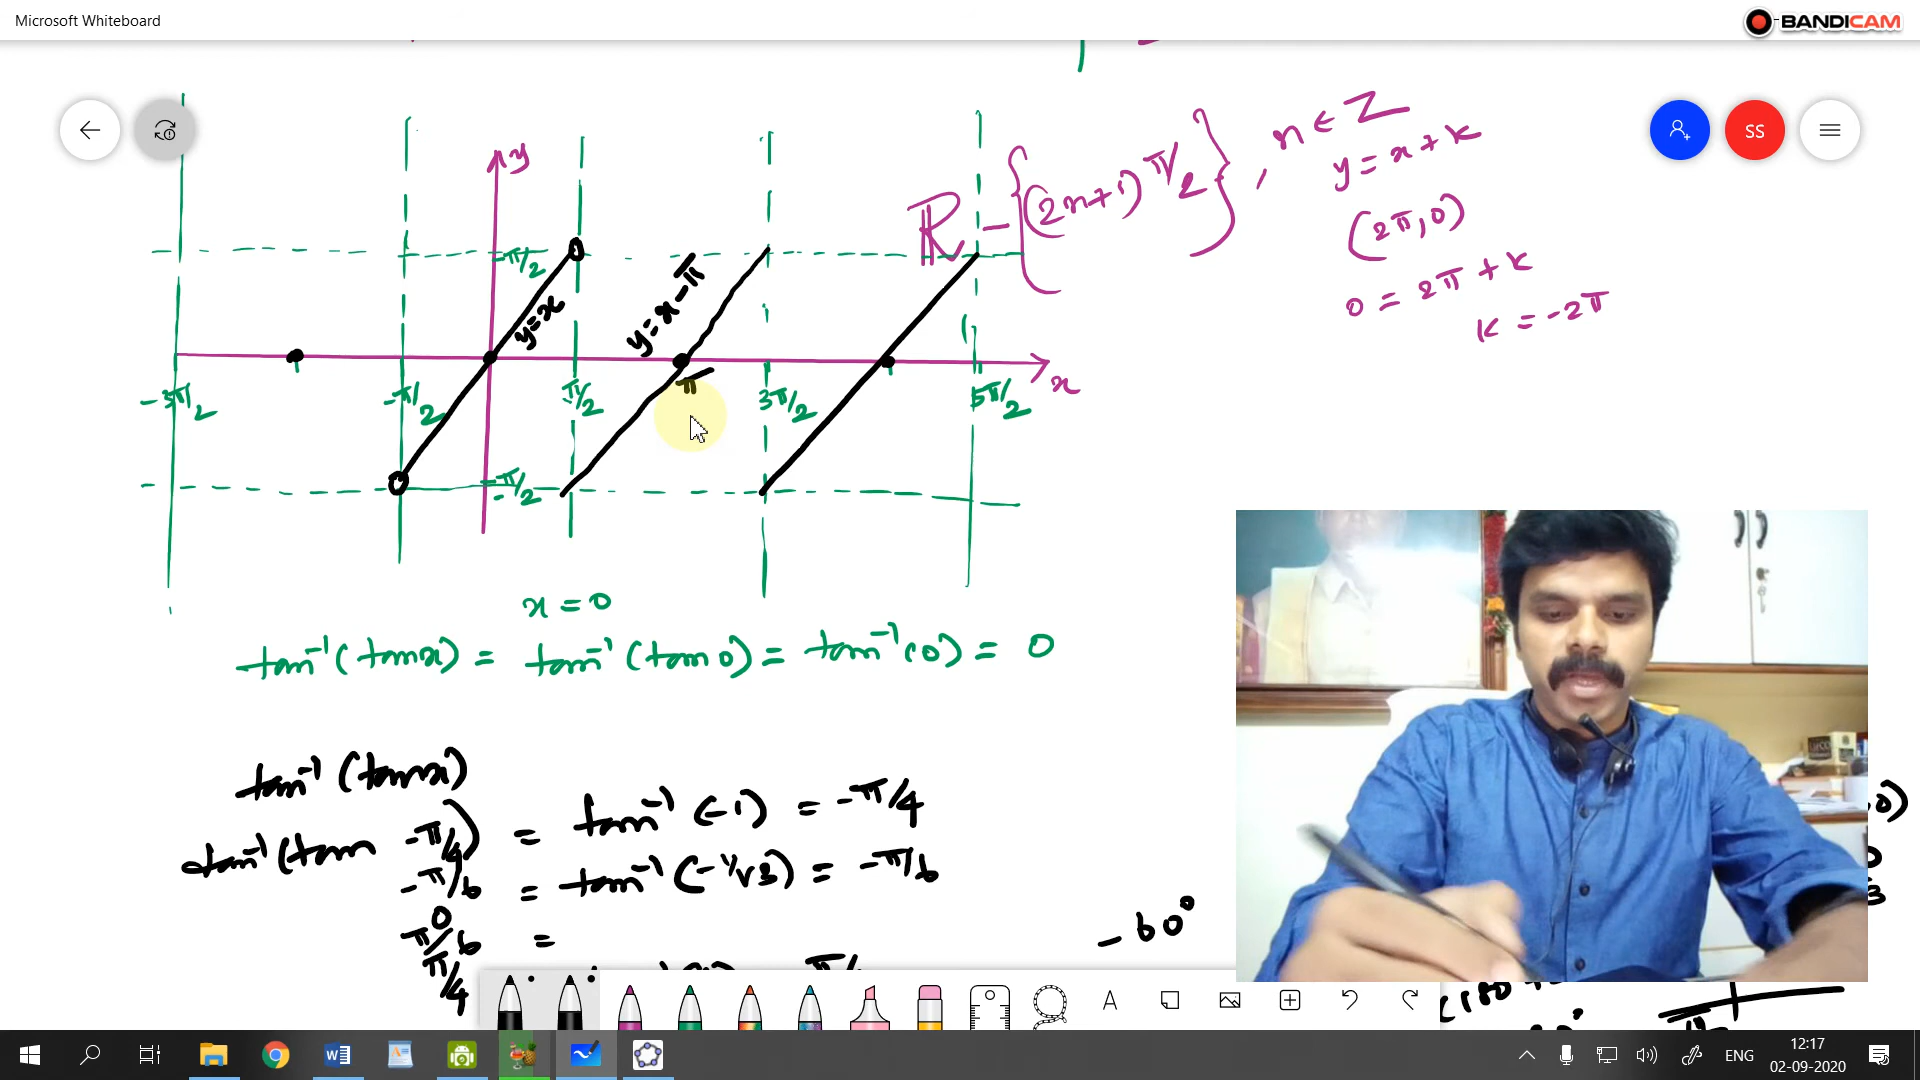 Microsoft Whiteboard
BANDICAM
SS
y
R - {(2n+1) π/2}, n ∈ Z
y = x + k
(2π, 0)
0 = 2π + k
k = -2π
π/2
y=x
y=x-π
x
-3π/2
-π/2
π/2
π
3π/2
5π/2
-π/2
x = 0
tan⁻¹(tan x) = tan⁻¹(tan 0) = tan⁻¹(0) = 0
tan⁻¹(tan x)
tan⁻¹(tan -π/4) = tan⁻¹(-1) = -π/4
-π/6 = tan⁻¹(-1/√3) = -π/6
0
π/6 =
π/4
-60°
A
W
ENG
12:17
02-09-2020